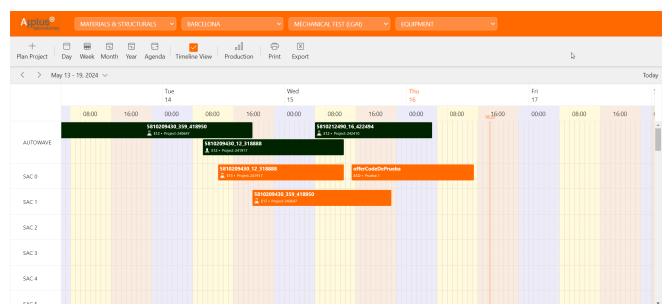 Applus⊕
MATERIALS & STRUCTURALS
BARCELONA
MECHANICAL TEST (LGAI)
EQUIPMENT
Plan Project
Day
Week
Month
Year
Agenda
Timeline View
Production
Print
Export
May 13 - 19, 2024
Today
Tue
14
Wed
15
Thu
16
Fri
17
08:00 16:00 00:00 08:00 16:00 00:00 08:00 16:00 00:00 08:00 16:00 00:00 08:00 16:00
AUTOWAVE
5810209430_359_418950
5810212490_16_422494
5810209430_12_318888
SAC 0
5810209430_12_318888
offerCodeDePrueba
SAC 1
5810209430_359_418950
SAC 2
SAC 3
SAC 4
SAC 5